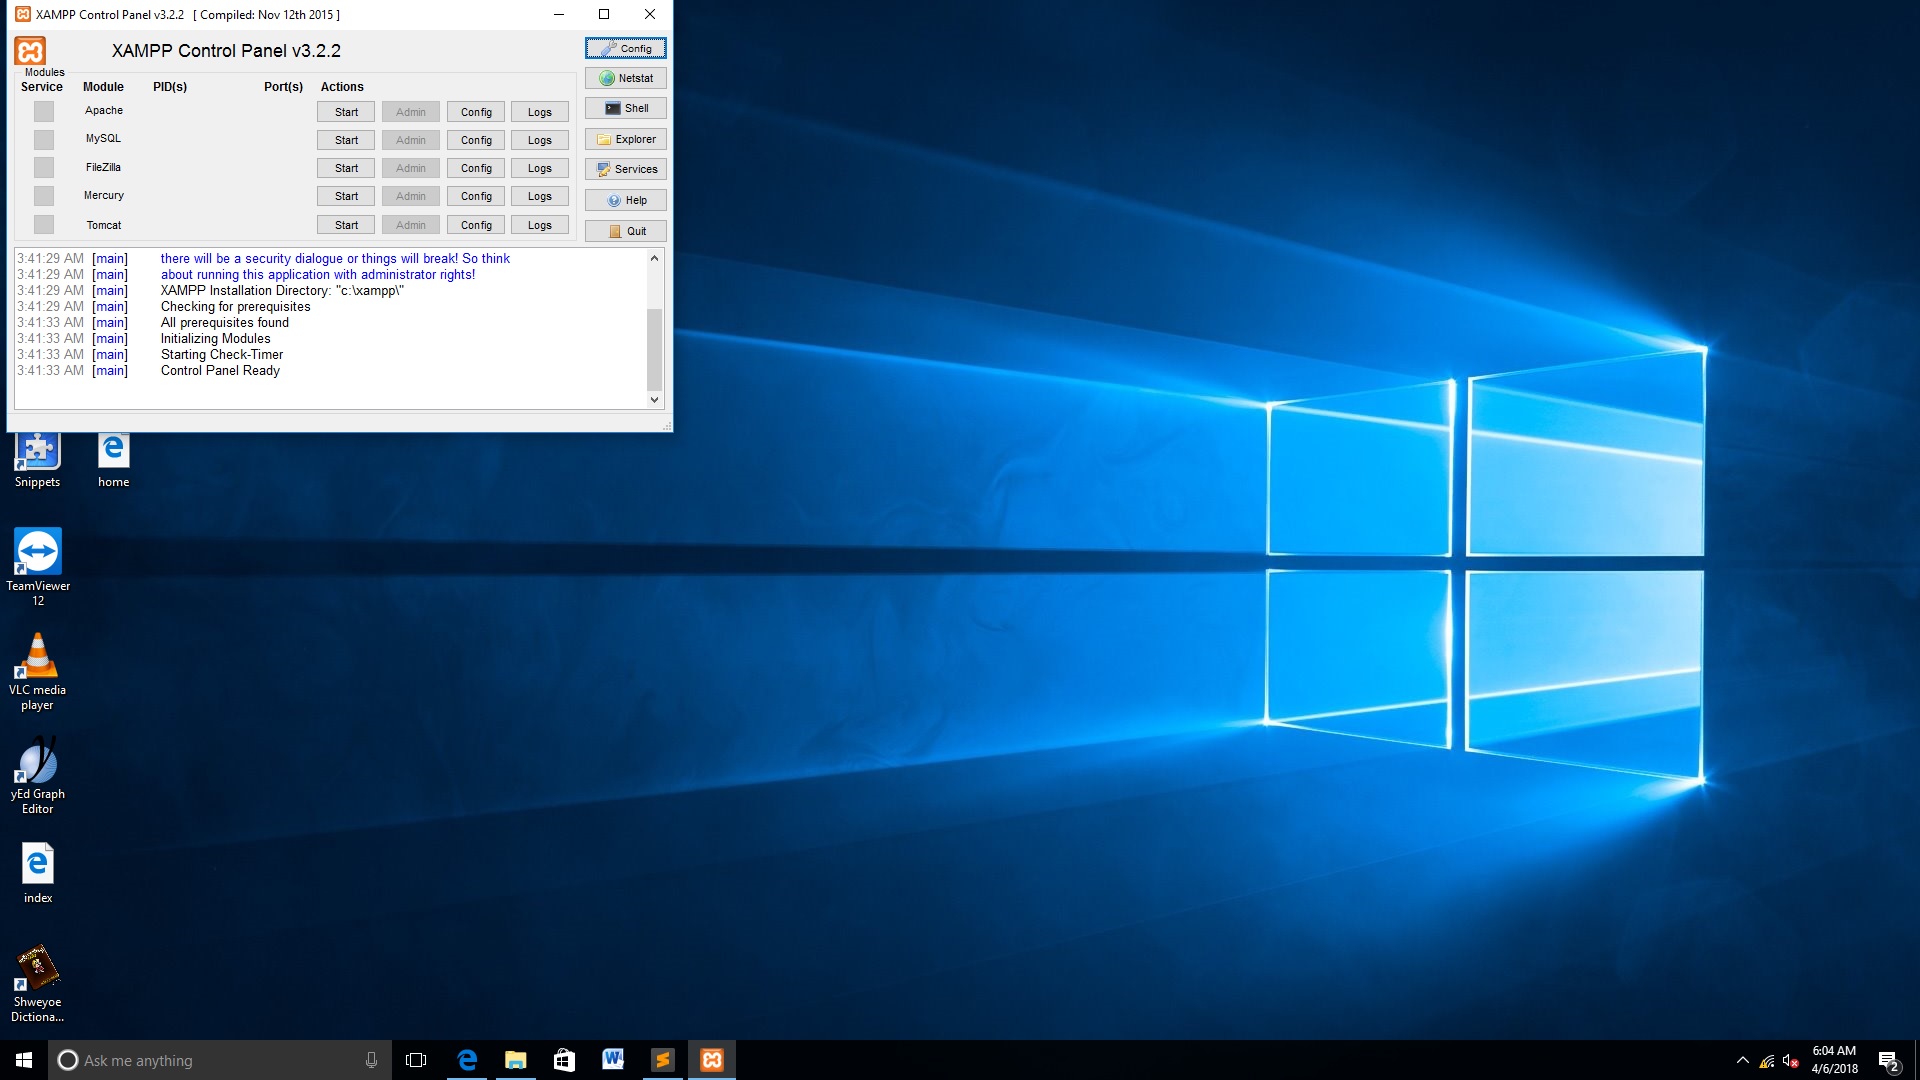 XAMPP Control Panel v3.2.2 [ Compiled: Nov 12th 2015 ]
XAMPP Control Panel v3.2.2
Config
Modules
Service Module PID(s) Port(s) Actions
Netstat
Apache Start Admin Config Logs
Shell
MySQL Start Admin Config Logs
Explorer
FileZilla Start Admin Config Logs
Services
Mercury Start Admin Config Logs
Help
Tomcat Start Admin Config Logs
Quit
3:41:29 AM [main] there will be a security dialogue or things will break! So think
3:41:29 AM [main] about running this application with administrator rights!
3:41:29 AM [main] XAMPP Installation Directory: "c:\xampp\"
3:41:29 AM [main] Checking for prerequisites
3:41:33 AM [main] All prerequisites found
3:41:33 AM [main] Initializing Modules
3:41:33 AM [main] Starting Check-Timer
3:41:33 AM [main] Control Panel Ready
Snippets
home
TeamViewer
12
VLC media
player
yEd Graph
Editor
index
Shweyoe
Dictiona...
Ask me anything
6:04 AM
4/6/2018
2